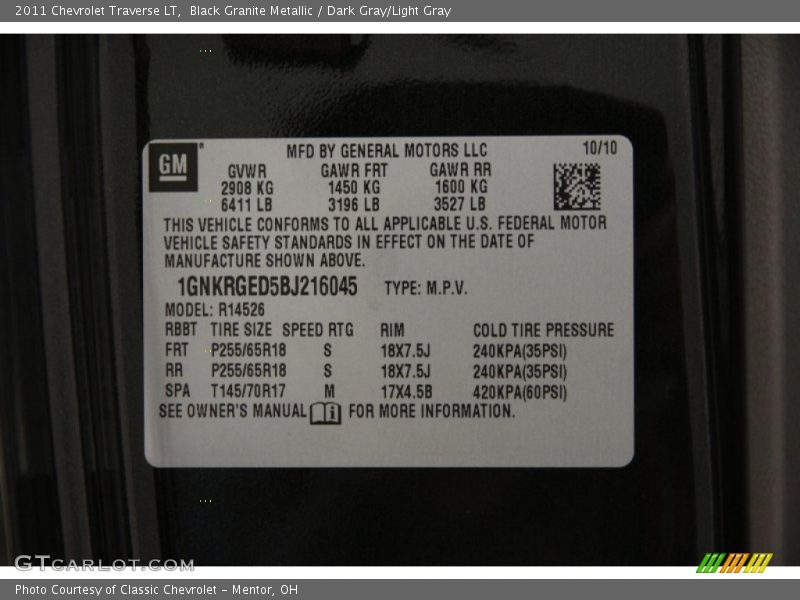 2011 Chevrolet Traverse LT, Black Granite Metallic / Dark Gray/Light Gray
GM
MFD BY GENERAL MOTORS LLC 10/10
GVWR GAWR FRT GAWR RR
2908 KG 1450 KG 1600 KG
6411 LB 3196 LB 3527 LB
THIS VEHICLE CONFORMS TO ALL APPLICABLE U.S. FEDERAL MOTOR
VEHICLE SAFETY STANDARDS IN EFFECT ON THE DATE OF
MANUFACTURE SHOWN ABOVE.
1GNKRGED5BJ216045 TYPE: M.P.V.
MODEL: R14526
RBBT TIRE SIZE SPEED RTG RIM COLD TIRE PRESSURE
FRT P255/65R18 S 18X7.5J 240KPA(35PSI)
RR P255/65R18 S 18X7.5J 240KPA(35PSI)
SPA T145/70R17 M 17X4.5B 420KPA(60PSI)
SEE OWNER'S MANUAL FOR MORE INFORMATION.
GTCARLOT.COM
Photo Courtesy of Classic Chevrolet - Mentor, OH